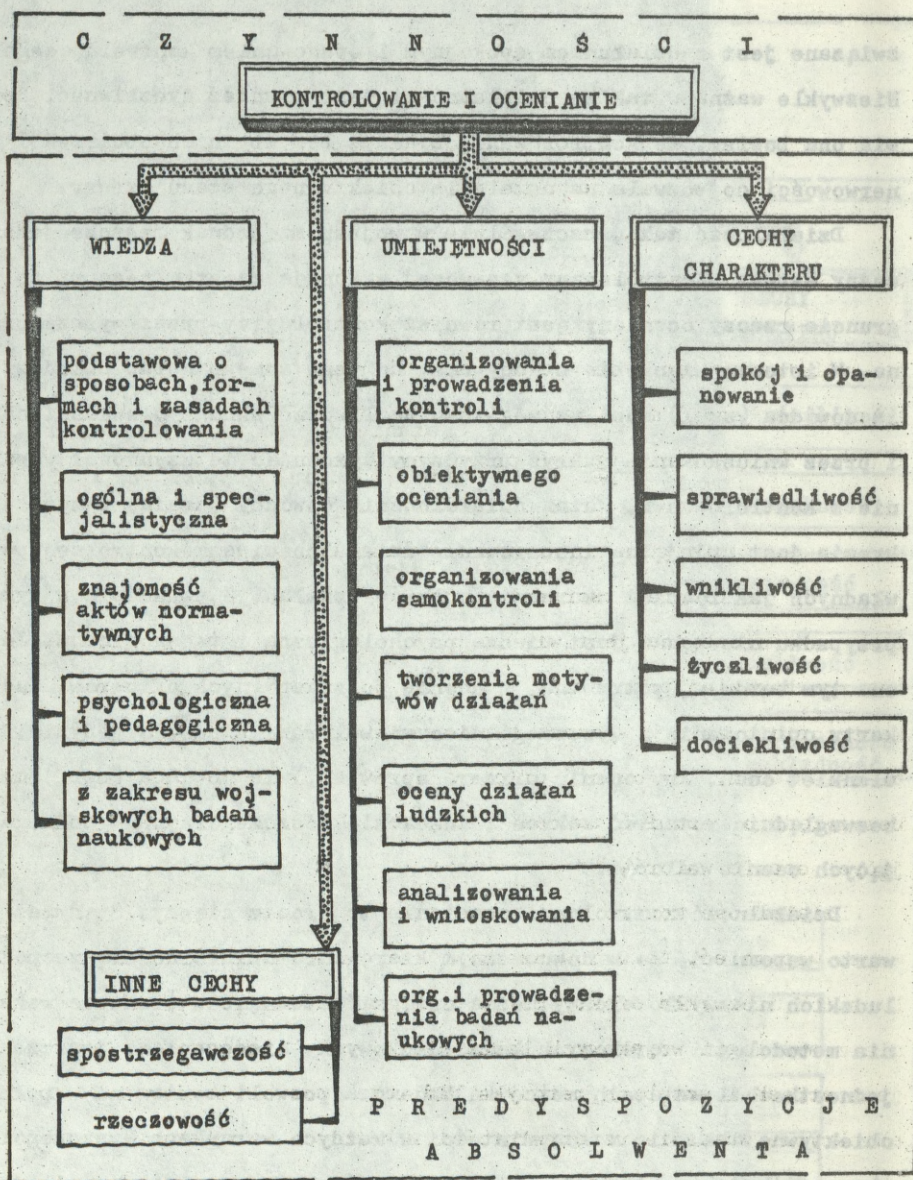 C Z Y N N O Ś C I
KONTROLOWANIE I OCENIANIE
WIEDZA
podstawowa o
sposobach,for-
mach i zasadach
kontrolowania
ogólna i spec-
jalistyczna
znajomość
aktów norma-
tywnych
psychologiczna
i pedagogiczna
z zakresu woj-
skowych badań
naukowych
UMIEJĘTNOŚCI
organizowania
i prowadzenia
kontroli
obiektywnego
oceniania
organizowania
samokontroli
tworzenia moty-
wów działań
oceny działań
ludzkich
analizowania
i wnioskowania
org.i prowadze-
nia badań na-
ukowych
CECHY
CHARAKTERU
spokój i opa-
nowanie
sprawiedliwość
wnikliwość
życzliwość
dociekliwość
INNE CECHY
spostrzegawczość
rzeczowość
P R E D Y S P O Z Y C J E
A B S O L W E N T A